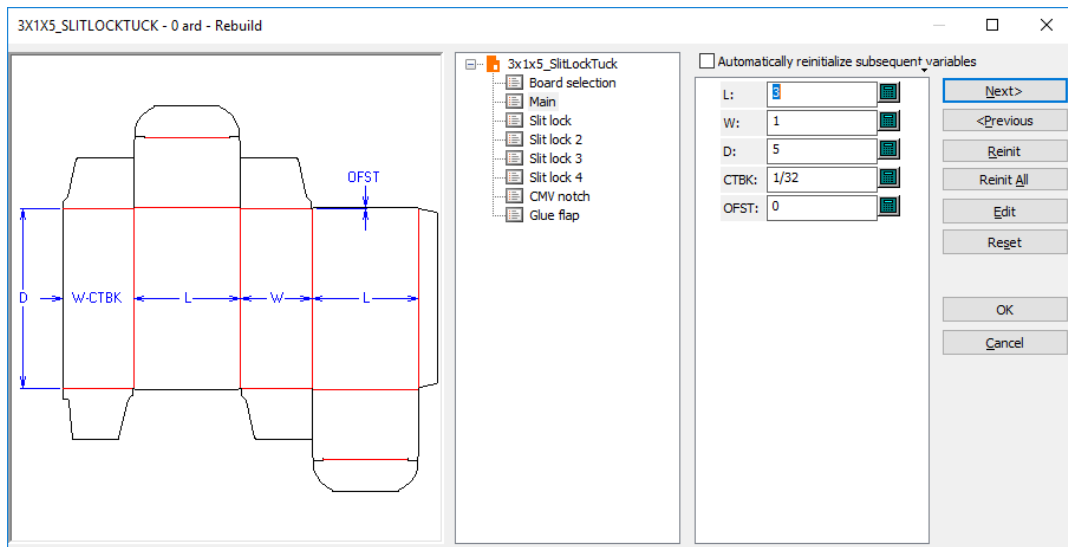 3X1X5_SLITLOCKTUCK - 0 ard - Rebuild
OFST
D
W-CTBK
L
W
L
3x1x5_SlitLockTuck
Board selection
Main
Slit lock
Slit lock 2
Slit lock 3
Slit lock 4
CMV notch
Glue flap
Automatically reinitialize subsequent variables
L: 3
W: 1
D: 5
CTBK: 1/32
OFST: 0
Next>
<Previous
Reinit
Reinit All
Edit
Reset
OK
Cancel